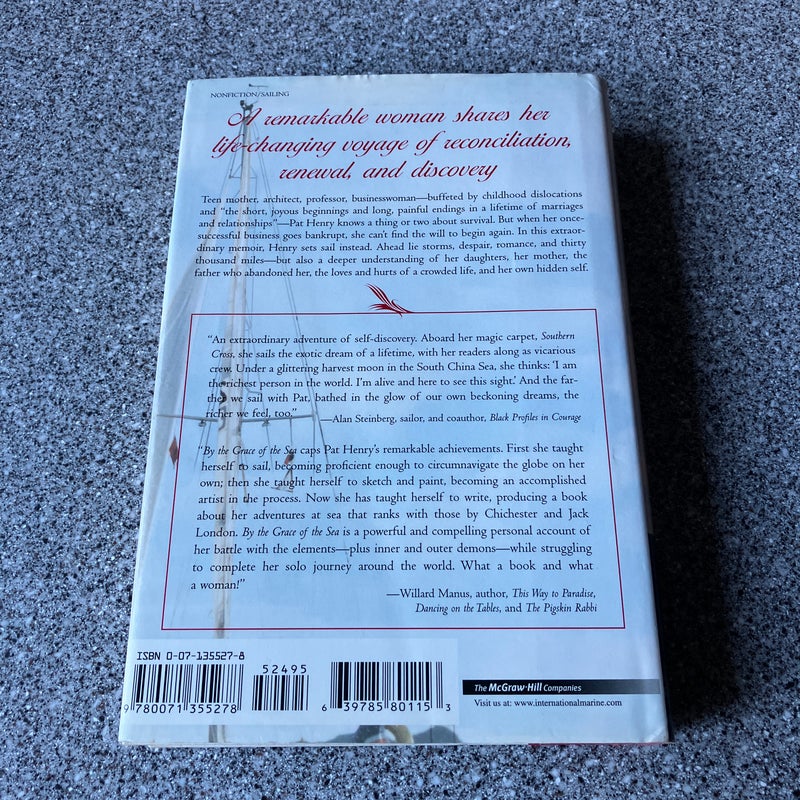 NONFICTION/SAILING
A remarkable woman shares her
life-changing voyage of reconciliation,
renewal, and discovery
Teen mother, architect, professor, businesswoman—buffeted by childhood dislocations
and "the short, joyous beginnings and long, painful endings in a lifetime of marriages
and relationships"—Pat Henry knows a thing or two about survival. But when her once-
successful business goes bankrupt, she can't find the will to begin again. In this extraor-
dinary memoir, Henry sets sail instead. Ahead lie storms, despair, romance, and thirty
thousand miles—but also a deeper understanding of her daughters, her mother, the
father who abandoned her, the loves and hurts of a crowded life, and her own hidden self.
"An extraordinary adventure of self-discovery. Aboard her magic carpet, Southern
Cross, she sails the exotic dream of a lifetime, with her readers along as vicarious
crew. Under a glittering harvest moon in the South China Sea, she thinks: 'I am
the richest person in the world. I'm alive and here to see this sight.' And the far-
ther we sail with Pat, bathed in the glow of our own beckoning dreams, the
richer we feel, too."
—Alan Steinberg, sailor, and coauthor, Black Profiles in Courage
"By the Grace of the Sea caps Pat Henry's remarkable achievements. First she taught
herself to sail, becoming proficient enough to circumnavigate the globe on her
own; then she taught herself to sketch and paint, becoming an accomplished
artist in the process. Now she has taught herself to write, producing a book
about her adventures at sea that ranks with those by Chichester and Jack
London. By the Grace of the Sea is a powerful and compelling personal account of
her battle with the elements—plus inner and outer demons—while struggling
to complete her solo journey around the world. What a book and what
a woman!"
—Willard Manus, author, This Way to Paradise,
Dancing on the Tables, and The Pigskin Rabbi
ISBN 0-07-135527-8
52495
9 780071 355278
6 39785 80115 3
The McGraw·Hill Companies
Visit us at: www.internationalmarine.com